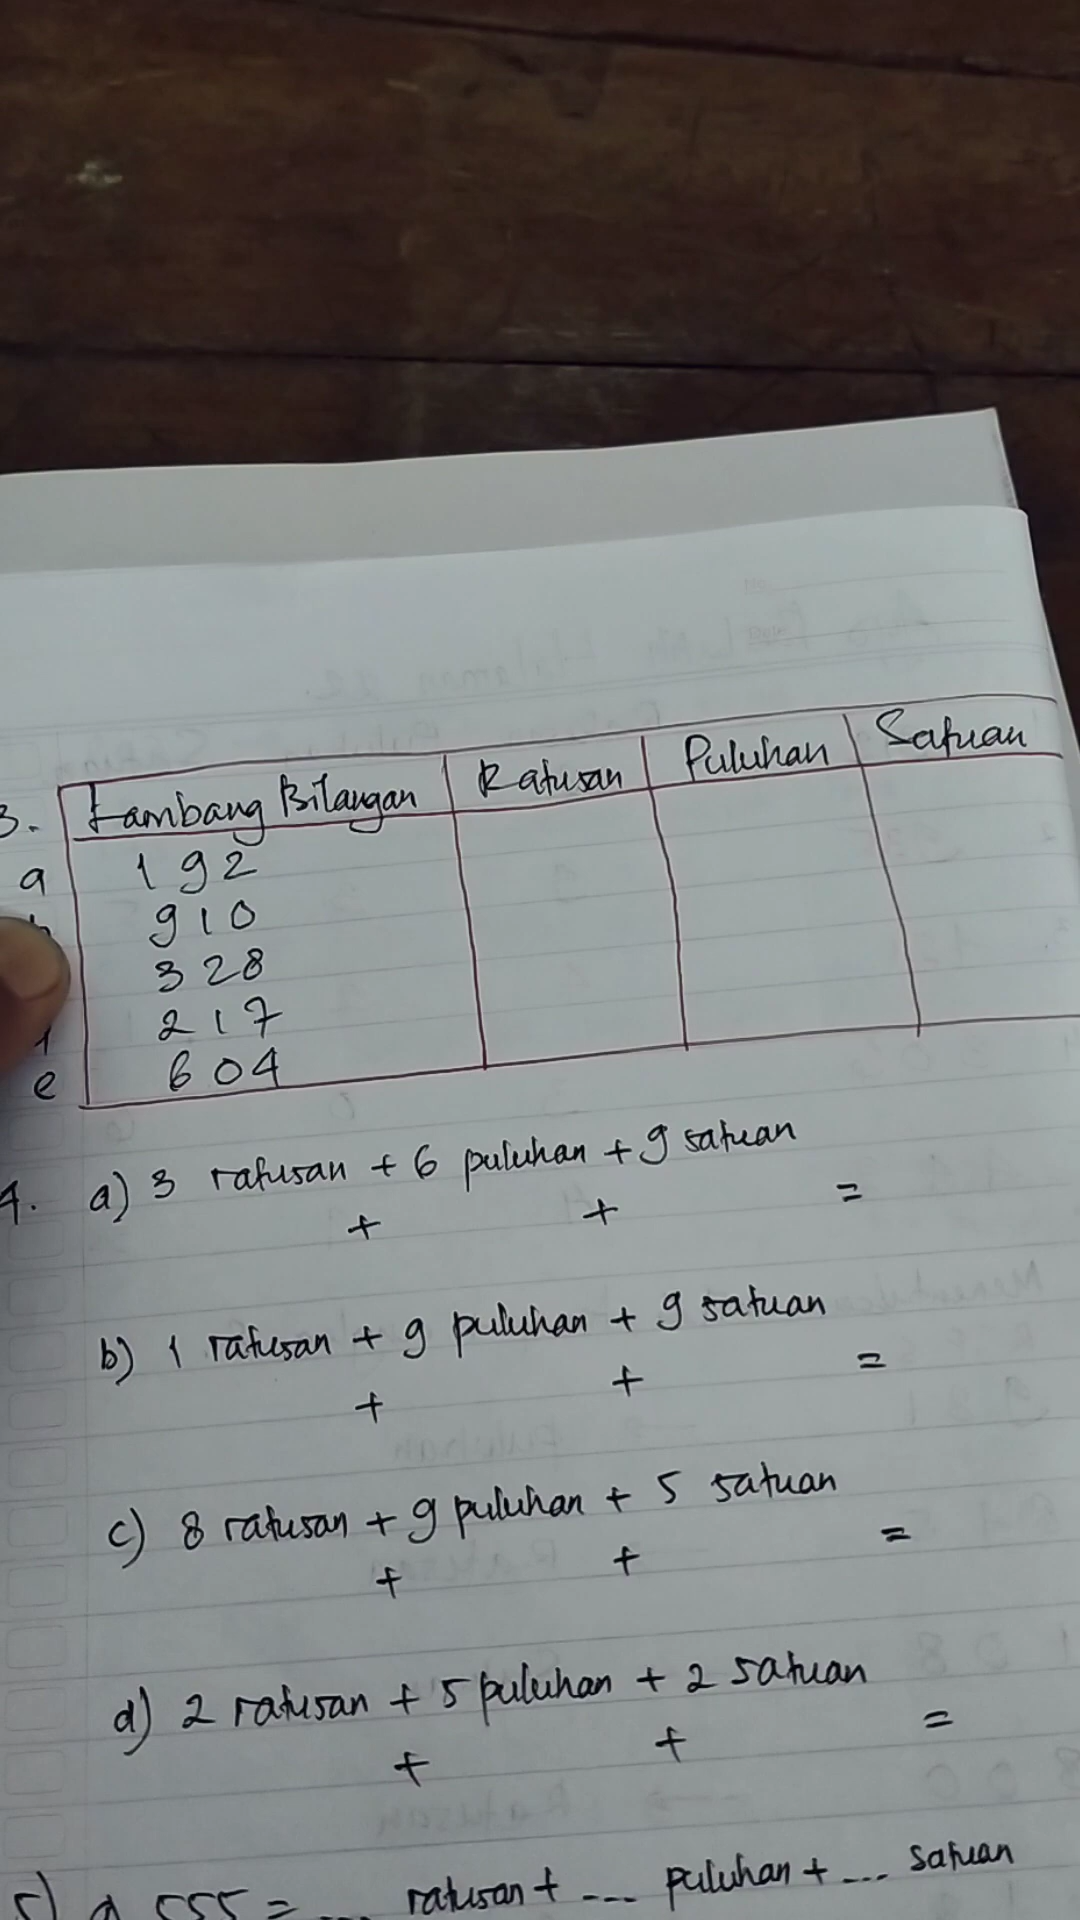 3. Lambang Bilangan Ratusan Puluhan Satuan
a 192
910
328
217
e 604
4. a) 3 ratusan + 6 puluhan + 9 satuan
+ + =
b) 1 ratusan + 9 puluhan + 9 satuan
+ + =
c) 8 ratusan + 9 puluhan + 5 satuan
+ + =
d) 2 ratusan + 5 puluhan + 2 satuan
+ + =
5) a 555 = ... ratusan + ... puluhan + ... satuan